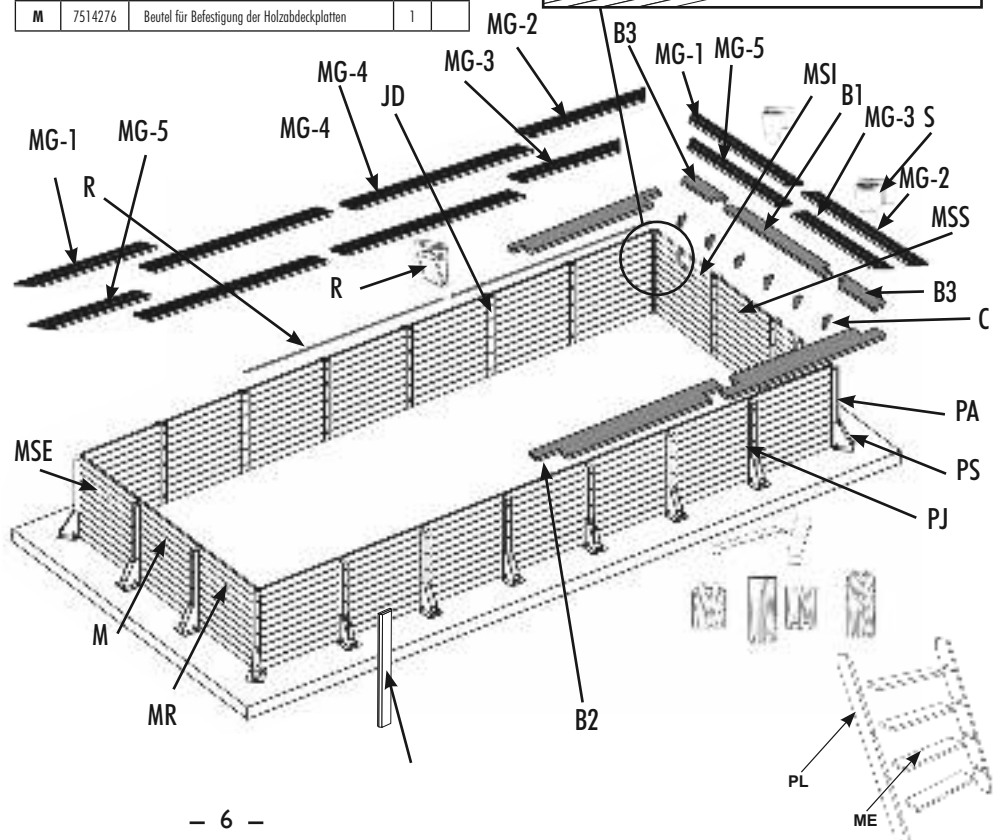 M 7514276 Beutel für Befestigung der Holzabdeckplatten 1
MG-2
B3
MG-1
MG-5
MG-3
MSI
MG-4
JD
B1
MG-3
S
MG-4
MG-1
MG-5
R
MG-2
MSS
R
B3
C
PA
MSE
PS
PJ
M
MR
B2
PL
ME
– 6 –